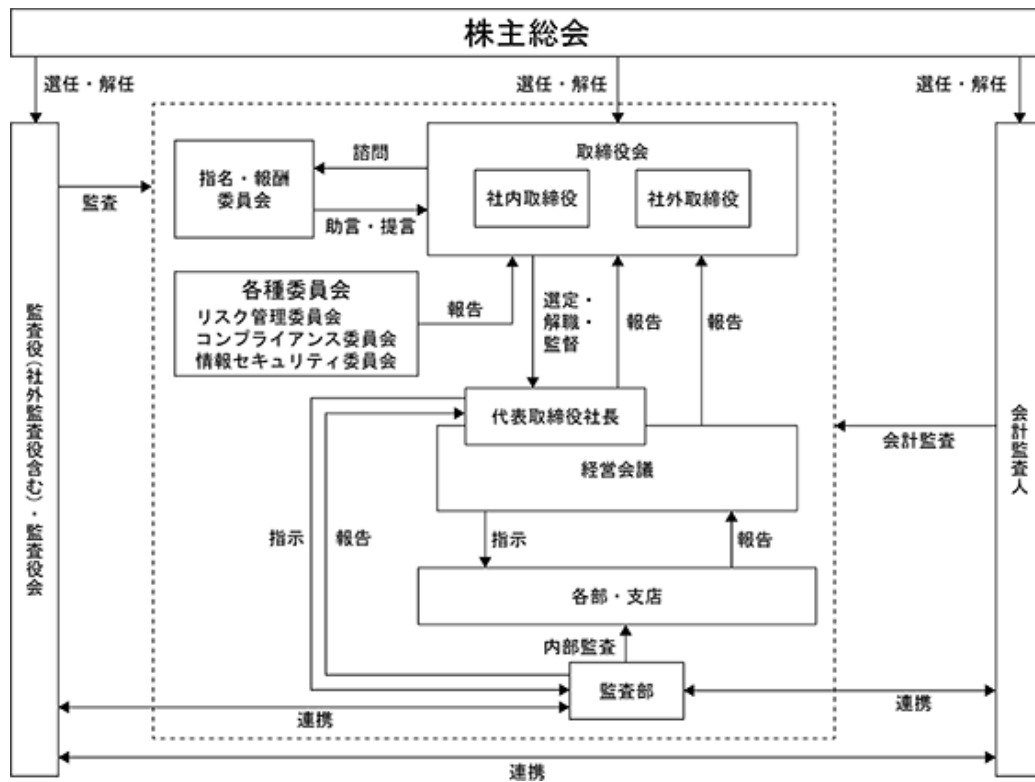 株主総会
選任・解任
選任・解任
選任・解任
取締役会
社内取締役
社外取締役
諮問
指名・報酬
委員会
助言・提言
監査
各種委員会
リスク管理委員会
コンプライアンス委員会
情報セキュリティ委員会
報告
選定・
解職・
監督
報告
報告
監査役(社外監査役含む)・監査役会
代表取締役社長
経営会議
会計監査
会計監査人
指示
報告
指示
報告
各部・支店
内部監査
監査部
連携
連携
連携